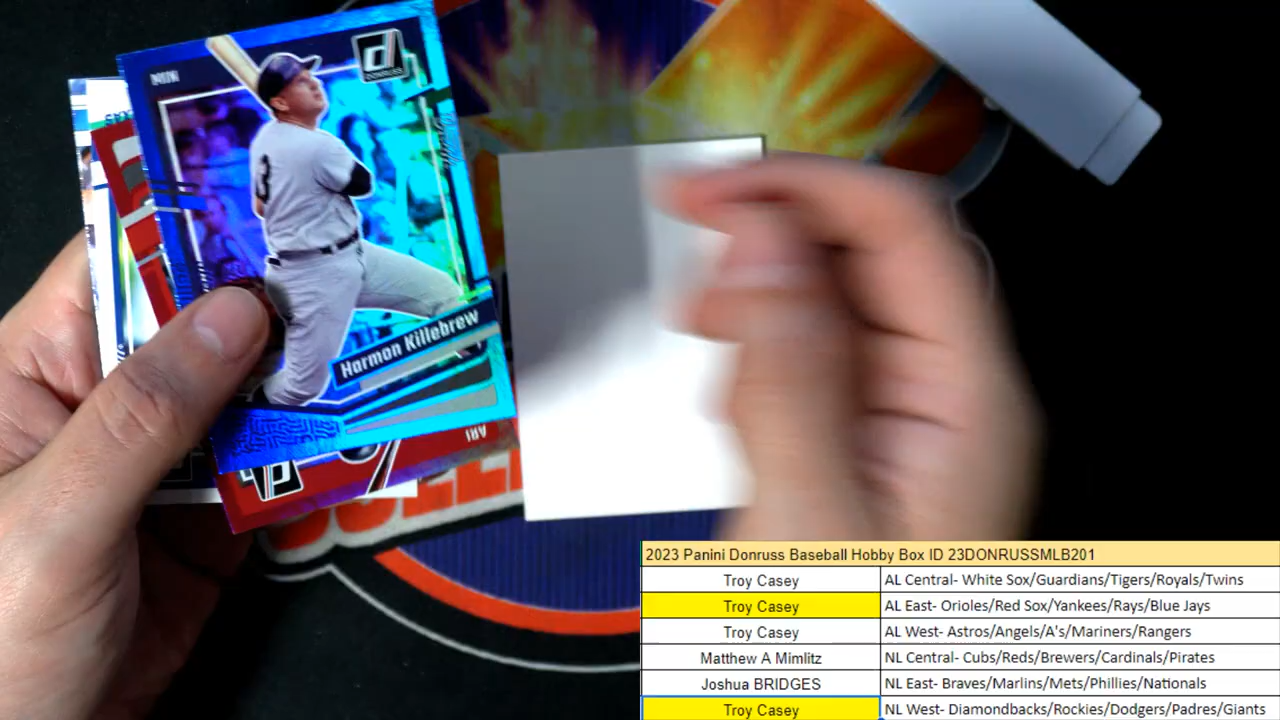 MIN
DONRUSS
3
Harmon Killebrew
ARI
2023 Panini Donruss Baseball Hobby Box ID 23DONRUSSMLB201
Troy Casey AL Central- White Sox/Guardians/Tigers/Royals/Twins
Troy Casey AL East- Orioles/Red Sox/Yankees/Rays/Blue Jays
Troy Casey AL West- Astros/Angels/A's/Mariners/Rangers
Matthew A Mimlitz NL Central- Cubs/Reds/Brewers/Cardinals/Pirates
Joshua BRIDGES NL East- Braves/Marlins/Mets/Phillies/Nationals
Troy Casey NL West- Diamondbacks/Rockies/Dodgers/Padres/Giants